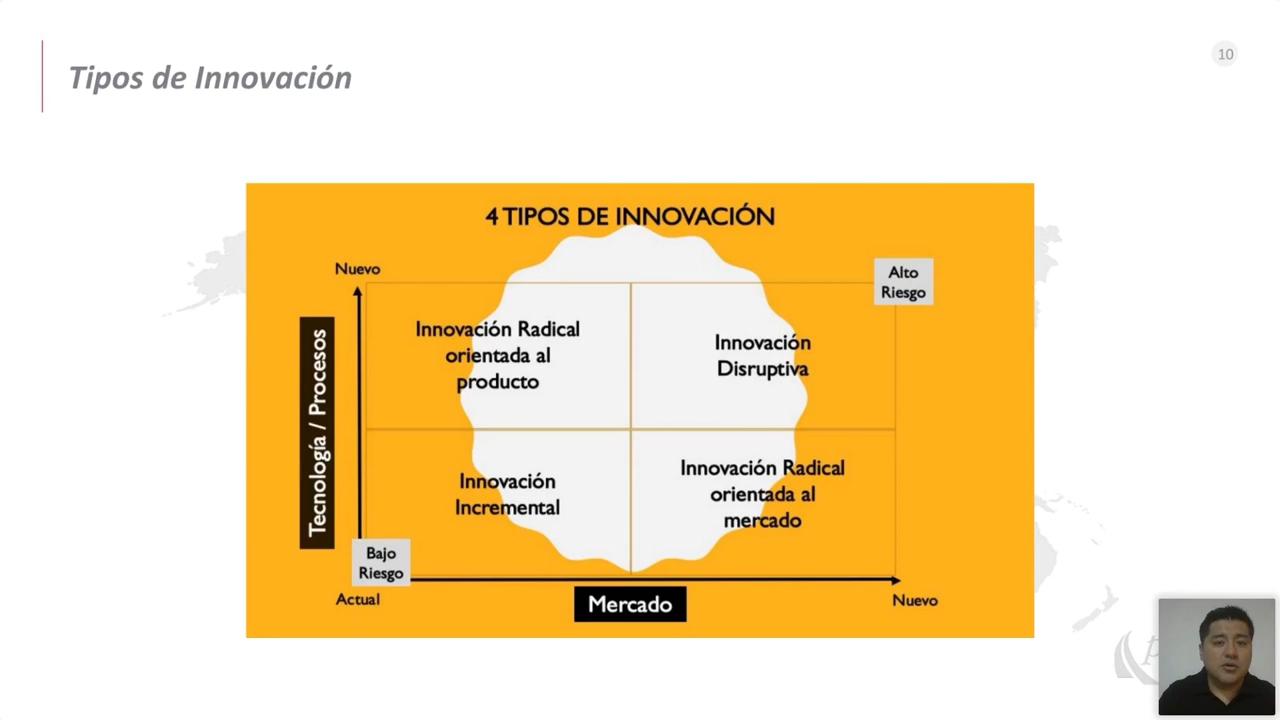 Tipos de Innovación
10
4 TIPOS DE INNOVACIÓN
Nuevo
Alto
Riesgo
Tecnología / Procesos
Innovación Radical
orientada al
producto
Innovación
Disruptiva
Innovación
Incremental
Innovación Radical
orientada al
mercado
Bajo
Riesgo
Actual
Mercado
Nuevo